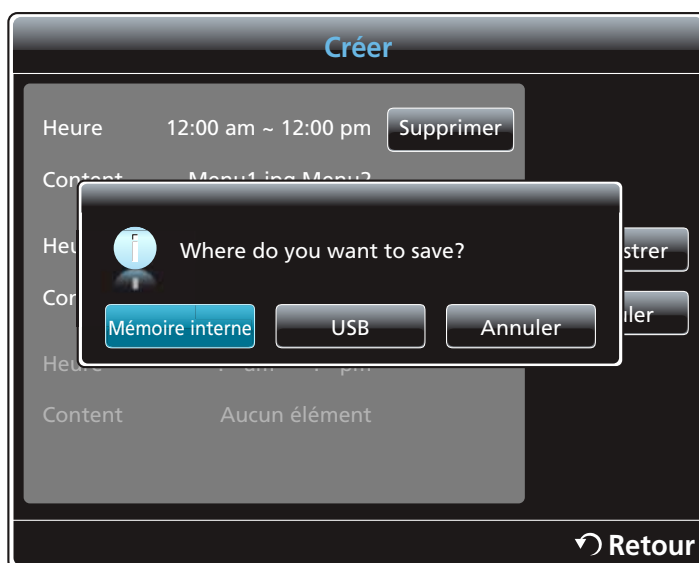 Créer
Heure 12:00 am ~ 12:00 pm Supprimer
Content
Where do you want to save?
Mémoire interne USB Annuler
Content Aucun élément
Retour